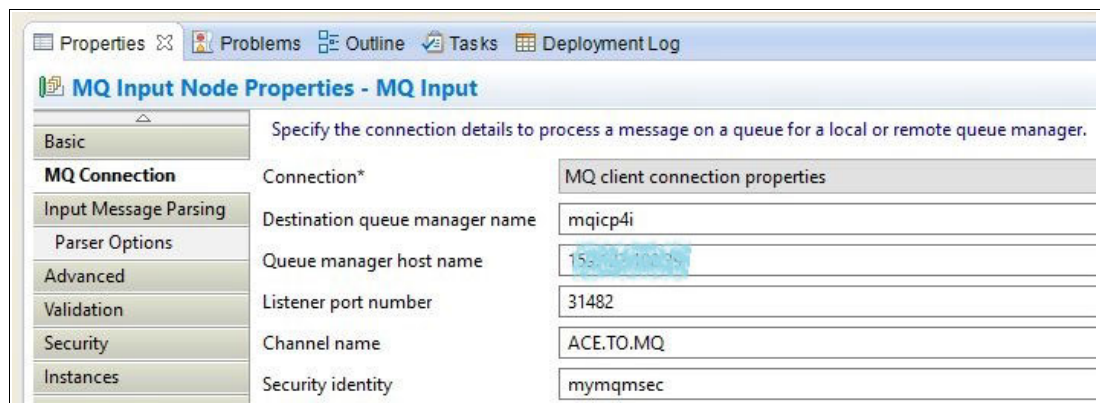 Properties Problems Outline Tasks Deployment Log
MQ Input Node Properties - MQ Input
Basic
MQ Connection
Input Message Parsing
Parser Options
Advanced
Validation
Security
Instances
Specify the connection details to process a message on a queue for a local or remote queue manager.
Connection* MQ client connection properties
Destination queue manager name mqicp4i
Queue manager host name
Listener port number 31482
Channel name ACE.TO.MQ
Security identity mymqmsec